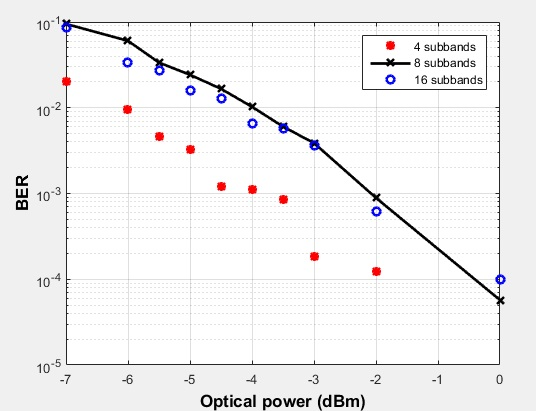 4 subbands
8 subbands
16 subbands
10-1
10-2
10-3
10-4
10-5
BER
-7 -6 -5 -4 -3 -2 -1 0
Optical power (dBm)